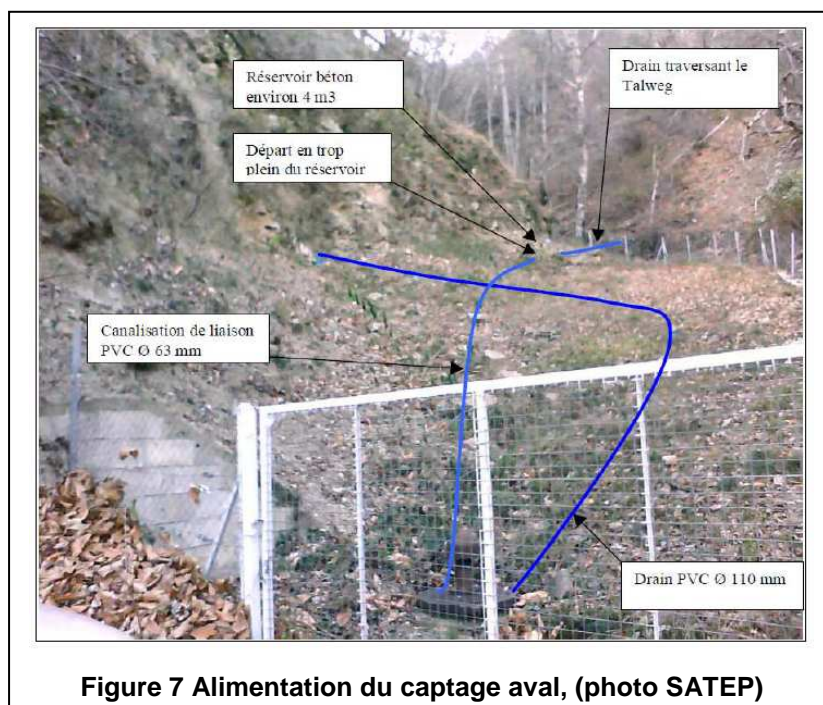 Réservoir béton
environ 4 m3
Drain traversant le
Talweg
Départ en trop
plein du réservoir
Canalisation de liaison
PVC Ø 63 mm
Drain PVC Ø 110 mm
Figure 7 Alimentation du captage aval, (photo SATEP)